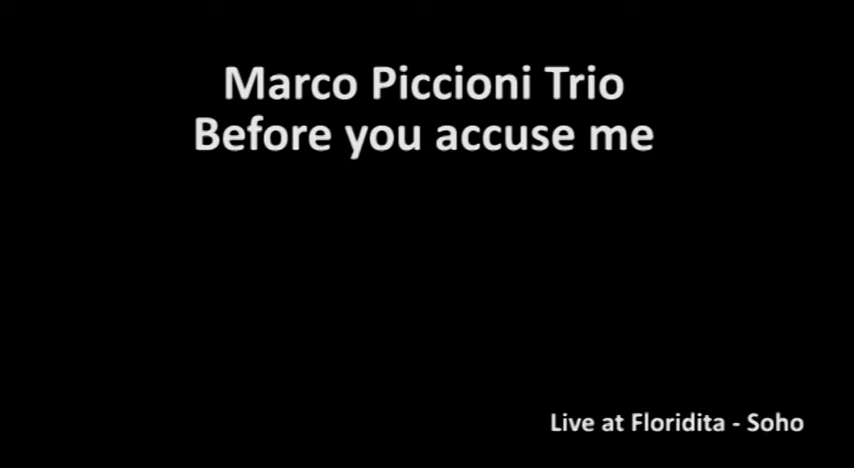 Marco Piccioni Trio
Before you accuse me
Live at Floridita - Soho